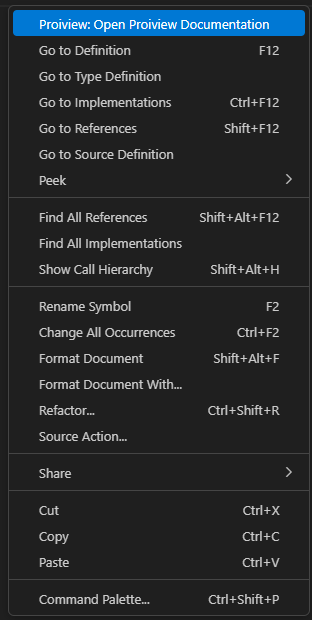 Proiview: Open Proiview Documentation
Go to Definition F12
Go to Type Definition
Go to Implementations Ctrl+F12
Go to References Shift+F12
Go to Source Definition
Peek
Find All References Shift+Alt+F12
Find All Implementations
Show Call Hierarchy Shift+Alt+H
Rename Symbol F2
Change All Occurrences Ctrl+F2
Format Document Shift+Alt+F
Format Document With...
Refactor... Ctrl+Shift+R
Source Action...
Share
Cut Ctrl+X
Copy Ctrl+C
Paste Ctrl+V
Command Palette... Ctrl+Shift+P